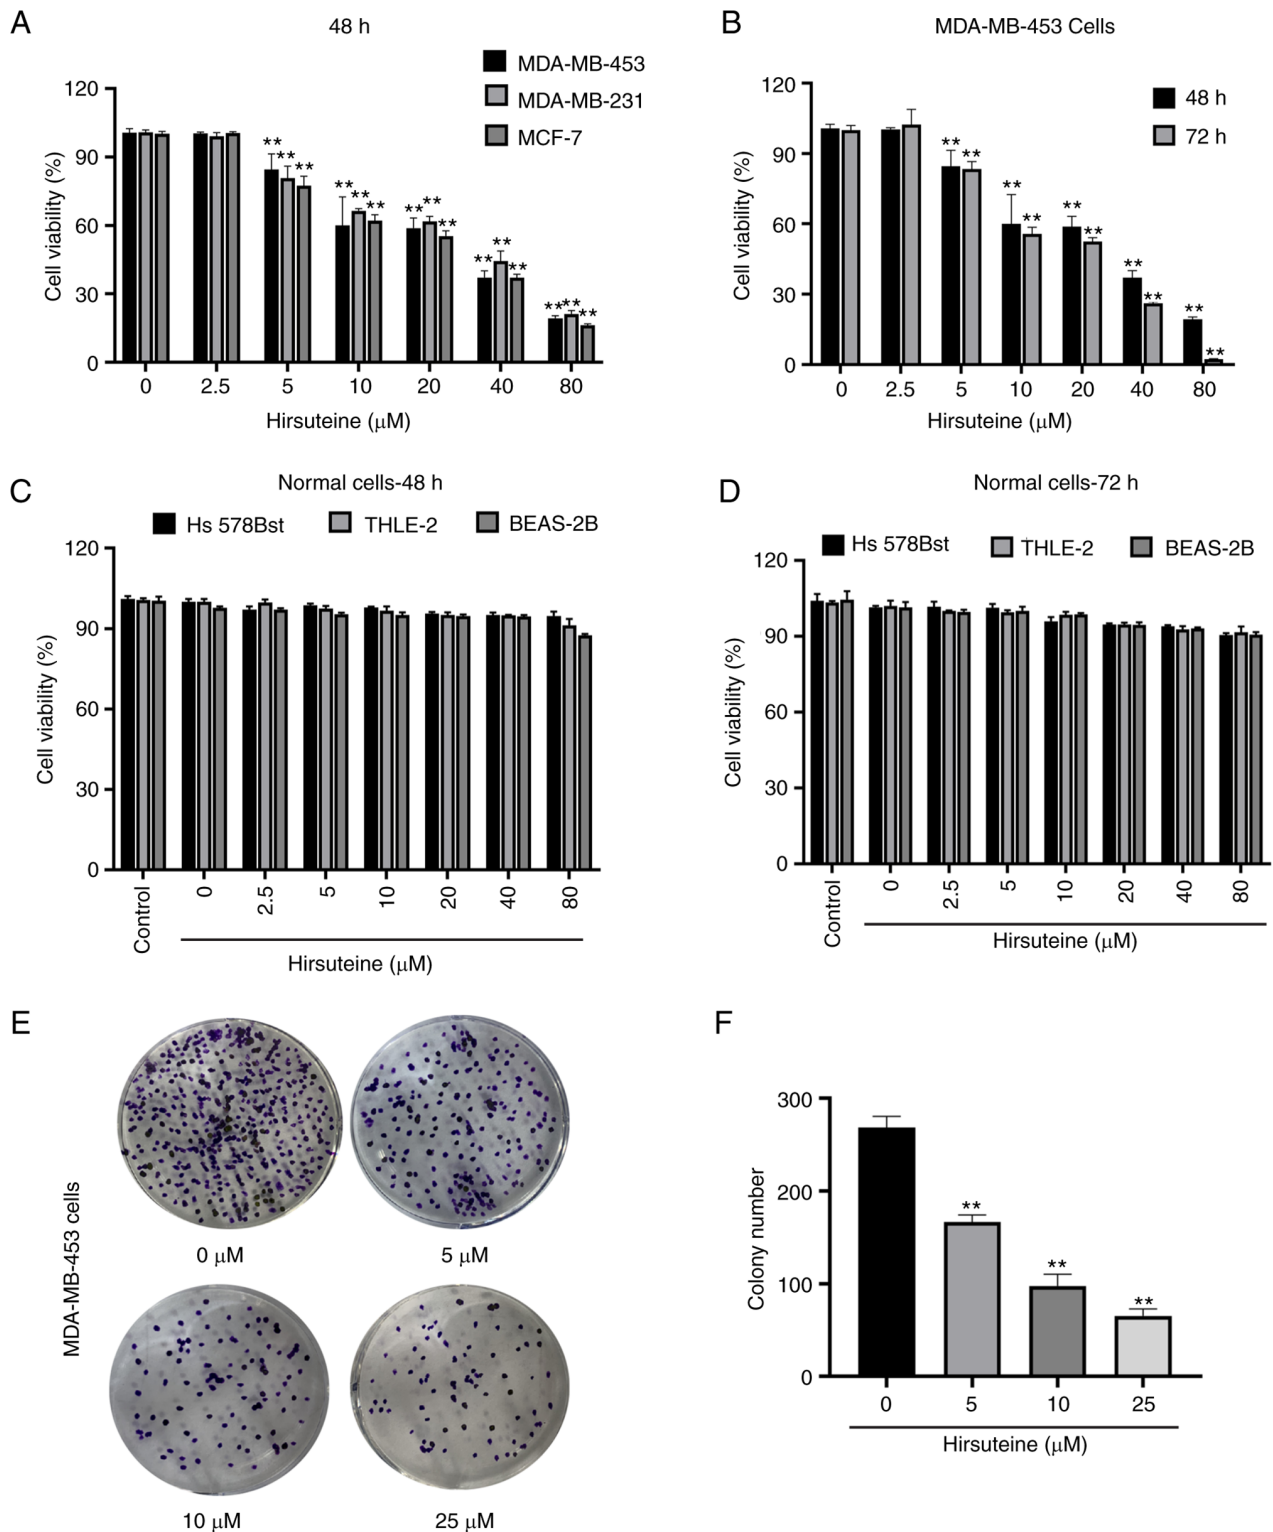 A
48 h
MDA-MB-453
MDA-MB-231
MCF-7
Cell viability (%)
120
90
60
30
0
** ** **
** ** **
** ** **
** ** **
** ** **
0 2.5 5 10 20 40 80
Hirsuteine (µM)
B
MDA-MB-453 Cells
48 h
72 h
Cell viability (%)
120
90
60
30
0
** **
** **
** **
** **
** **
0 2.5 5 10 20 40 80
Hirsuteine (µM)
C
Normal cells-48 h
Hs 578Bst THLE-2 BEAS-2B
Cell viability (%)
120
90
60
30
0
Control 0 2.5 5 10 20 40 80
Hirsuteine (µM)
D
Normal cells-72 h
Hs 578Bst THLE-2 BEAS-2B
Cell viability (%)
120
90
60
30
0
Control 0 2.5 5 10 20 40 80
Hirsuteine (µM)
E
MDA-MB-453 cells
0 µM 5 µM
10 µM 25 µM
F
Colony number
300
200
100
0
**
**
**
0 5 10 25
Hirsuteine (µM)